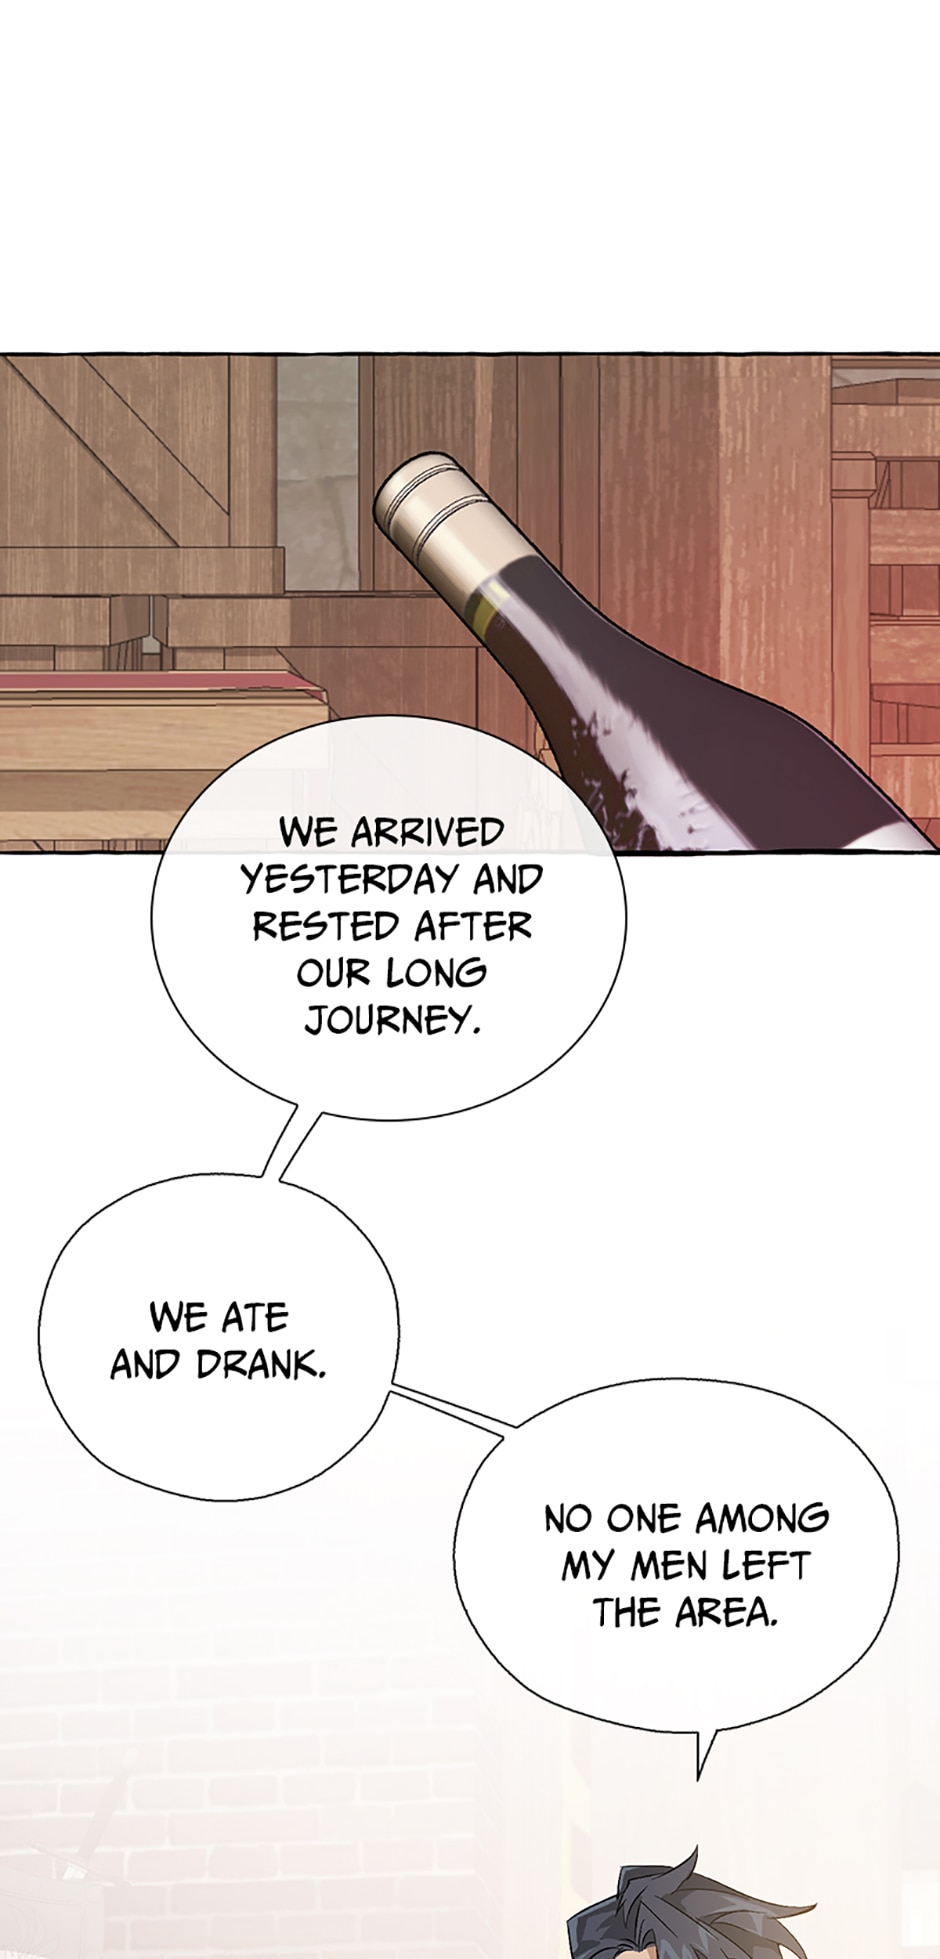 WE ARRIVED
YESTERDAY AND
RESTED AFTER
OUR LONG
JOURNEY.
WE ATE
AND DRANK.
NO ONE AMONG
MY MEN LEFT
THE AREA.